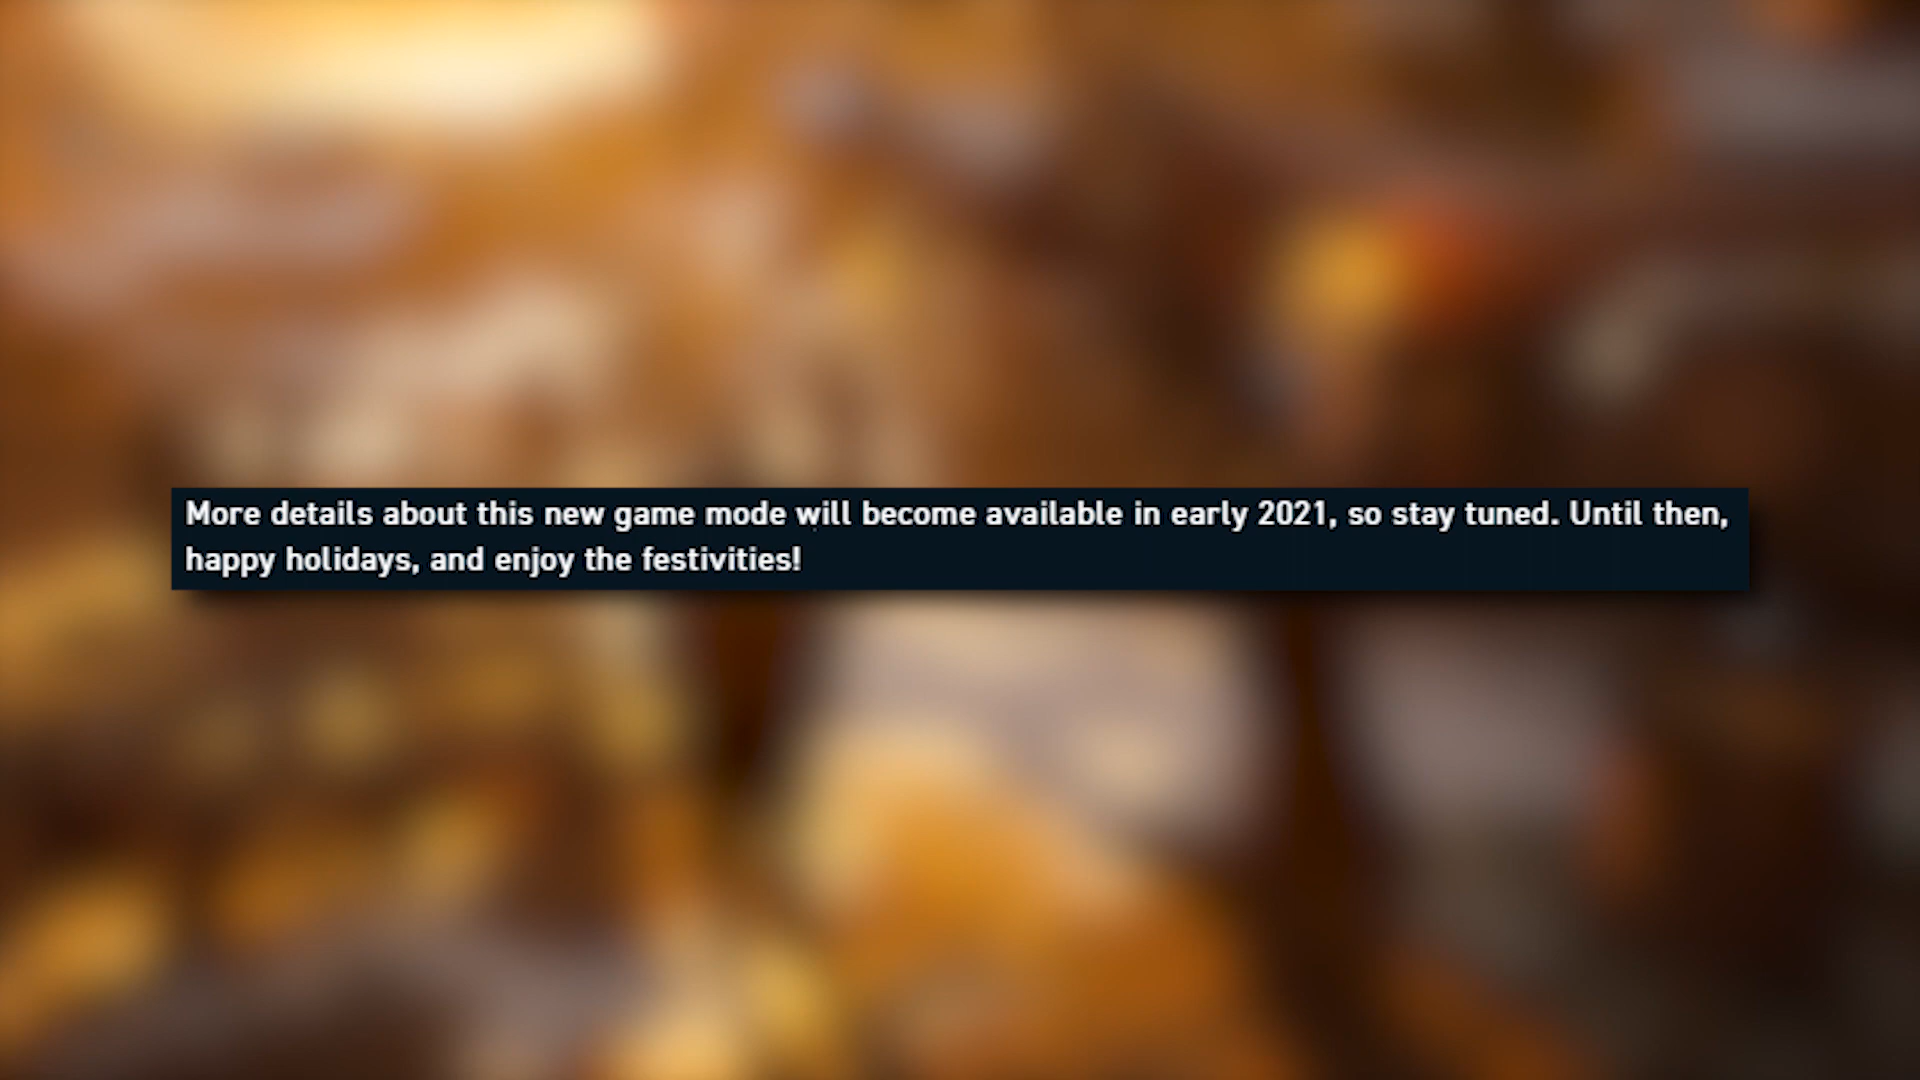 More details about this new game mode will become available in early 2021, so stay tuned. Until then,
happy holidays, and enjoy the festivities!